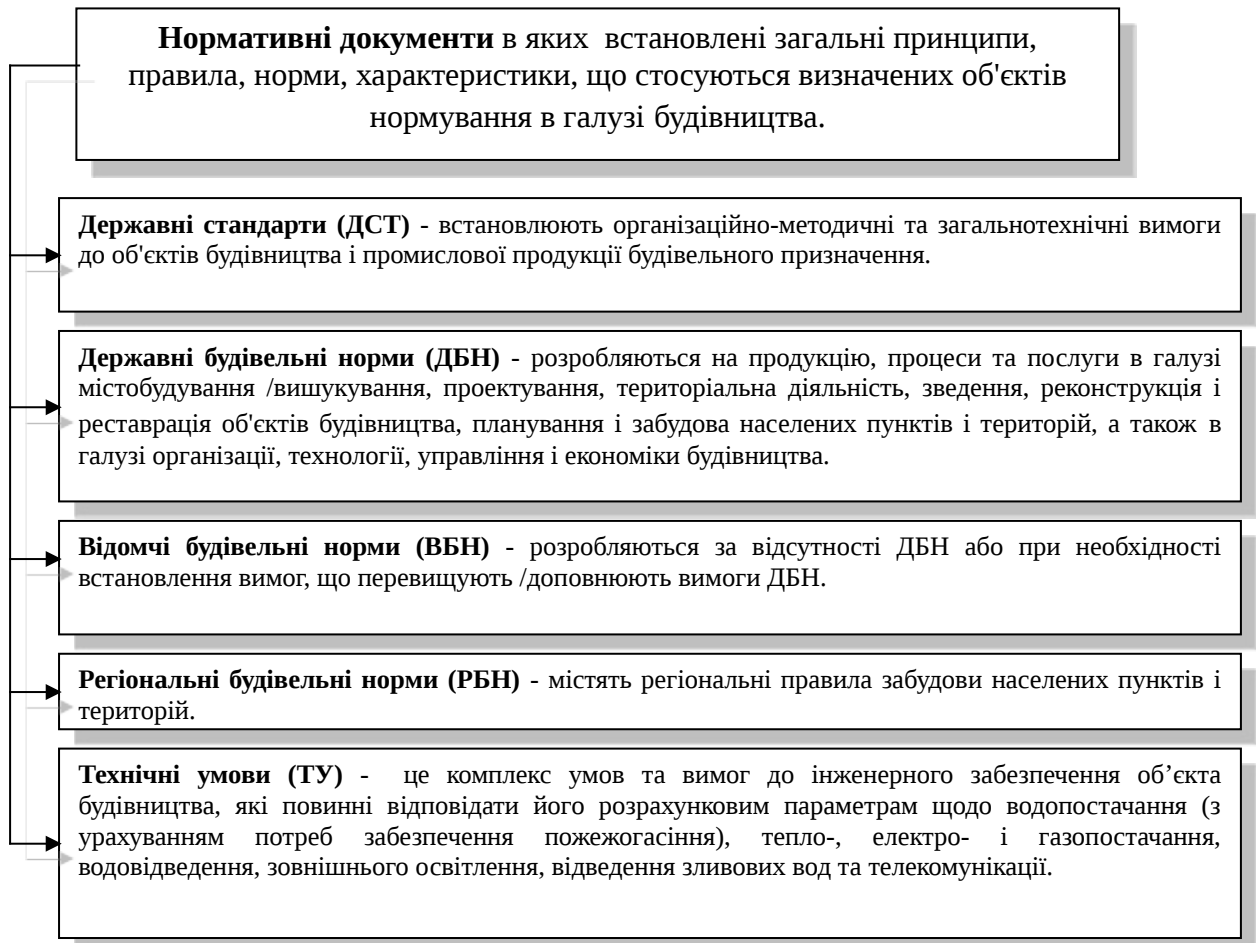 Нормативні документи в яких встановлені загальні принципи,
правила, норми, характеристики, що стосуються визначених об'єктів
нормування в галузі будівництва.
Державні стандарти (ДСТ) - встановлюють організаційно-методичні та загальнотехнічні вимоги
до об'єктів будівництва і промислової продукції будівельного призначення.
Державні будівельні норми (ДБН) - розробляються на продукцію, процеси та послуги в галузі
містобудування /вишукування, проектування, територіальна діяльність, зведення, реконструкція і
реставрація об'єктів будівництва, планування і забудова населених пунктів і територій, а також в
галузі організації, технології, управління і економіки будівництва.
Відомчі будівельні норми (ВБН) - розробляються за відсутності ДБН або при необхідності
встановлення вимог, що перевищують /доповнюють вимоги ДБН.
Регіональні будівельні норми (РБН) - містять регіональні правила забудови населених пунктів і
територій.
Технічні умови (ТУ) - це комплекс умов та вимог до інженерного забезпечення об’єкта
будівництва, які повинні відповідати його розрахунковим параметрам щодо водопостачання (з
урахуванням потреб забезпечення пожежогасіння), тепло-, електро- і газопостачання,
водовідведення, зовнішнього освітлення, відведення зливових вод та телекомунікації.